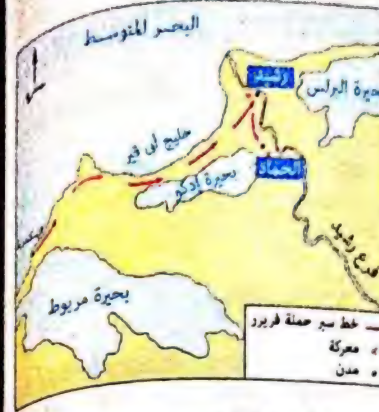 البحر المتوسط
رشيد
بحيرة البرلس
خليج أبى قير
الحماد
بحيرة إدكو
فرع رشيد
بحيرة مريوط
خط سير حملة فريزر
معركة
مدن